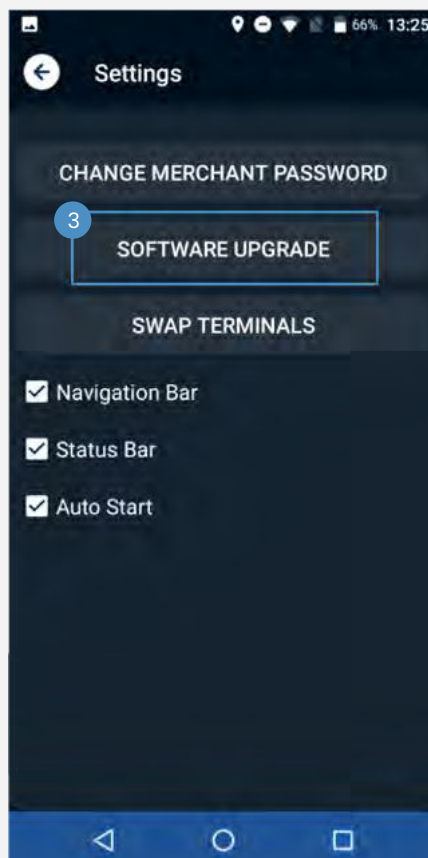 66% 13:25
Settings
CHANGE MERCHANT PASSWORD
3
SOFTWARE UPGRADE
SWAP TERMINALS
Navigation Bar
Status Bar
Auto Start